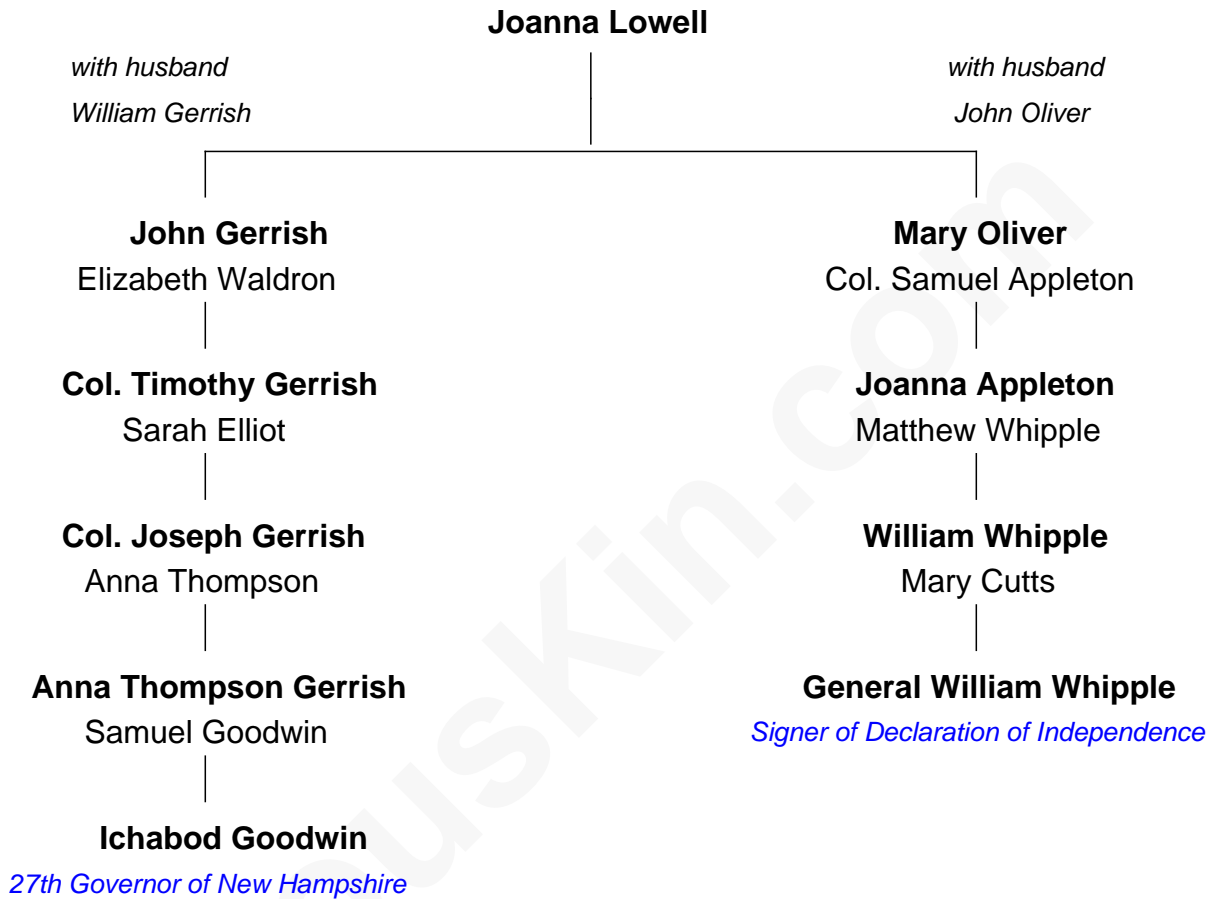 Joanna Lowell
with husband
William Gerrish
with husband
John Oliver
John Gerrish
Elizabeth Waldron
Mary Oliver
Col. Samuel Appleton
Col. Timothy Gerrish
Sarah Elliot
Joanna Appleton
Matthew Whipple
Col. Joseph Gerrish
Anna Thompson
William Whipple
Mary Cutts
Anna Thompson Gerrish
Samuel Goodwin
General William Whipple
Signer of Declaration of Independence
Ichabod Goodwin
27th Governor of New Hampshire
usKin.com